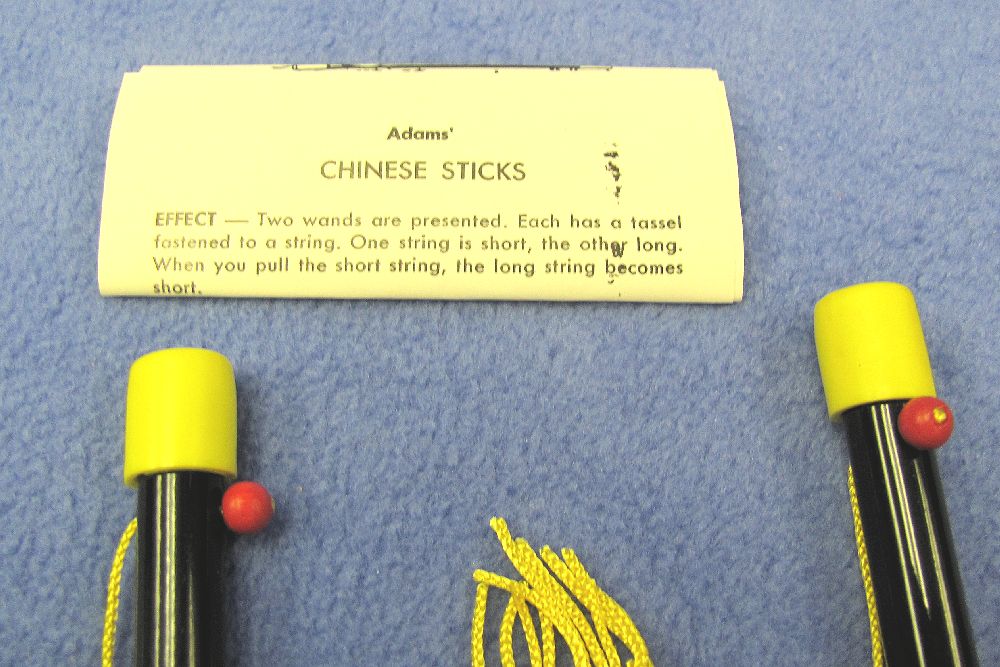 Adams'
CHINESE STICKS
EFFECT — Two wands are presented. Each has a tassel
fastened to a string. One string is short, the other long.
When you pull the short string, the long string becomes
short.